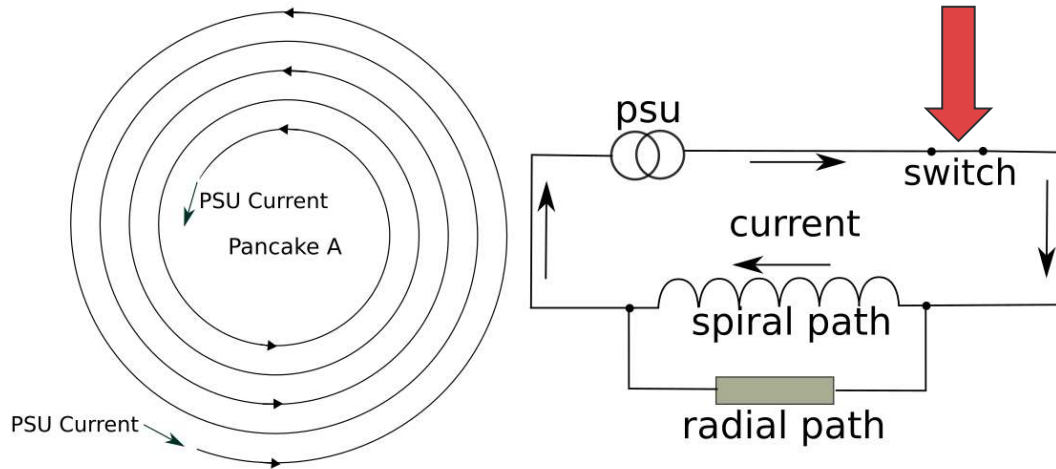 PSU Current
Pancake A
PSU Current
psu
switch
current
spiral path
radial path